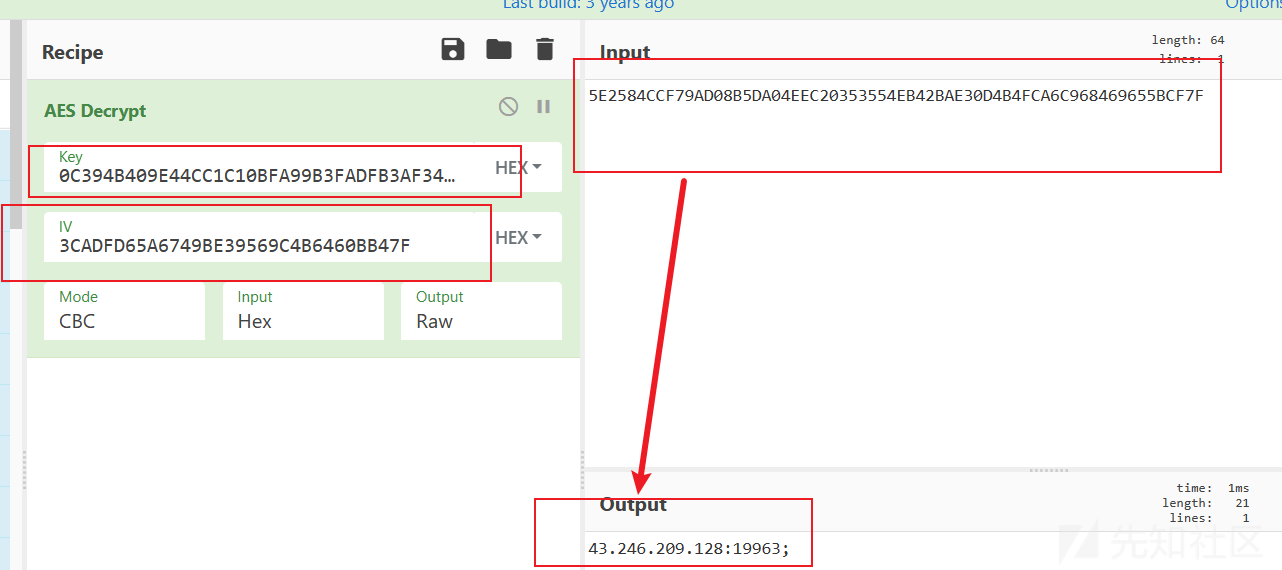 Last build: 3 years ago
Options
Recipe
Input
length: 64
lines: 1
AES Decrypt
5E2584CCF79AD08B5DA04EEC20353554EB42BAE30D4B4FCA6C968469655BCF7F
Key
0C394B409E44CC1C10BFA99B3FADFB3AF34…
HEX
IV
3CADFD65A6749BE39569C4B6460BB47F
HEX
Mode
CBC
Input
Hex
Output
Raw
Output
time: 1ms
length: 21
lines: 1
43.246.209.128:19963;
先知社区